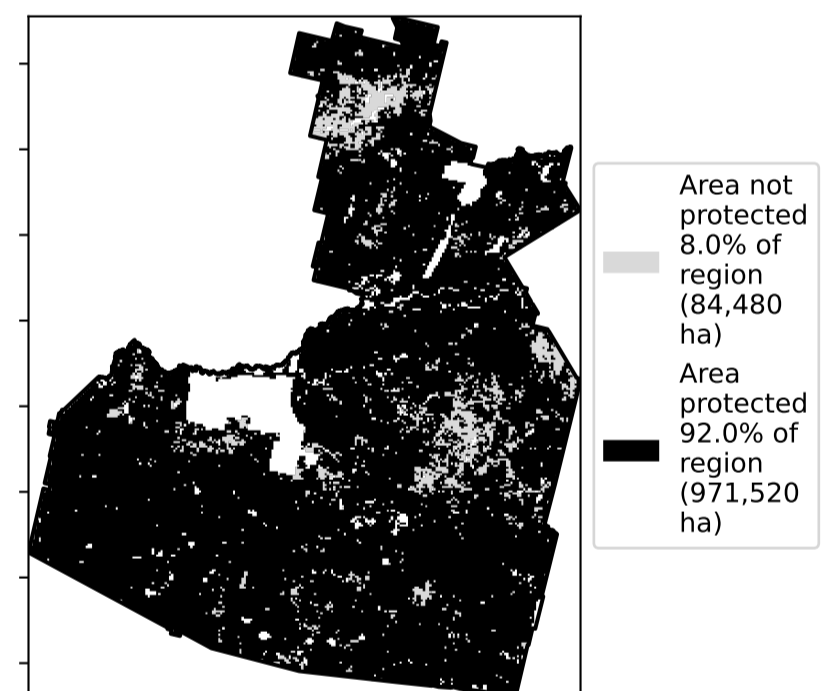 Area not
protected
8.0% of
region
(84,480
ha)
Area
protected
92.0% of
region
(971,520
ha)